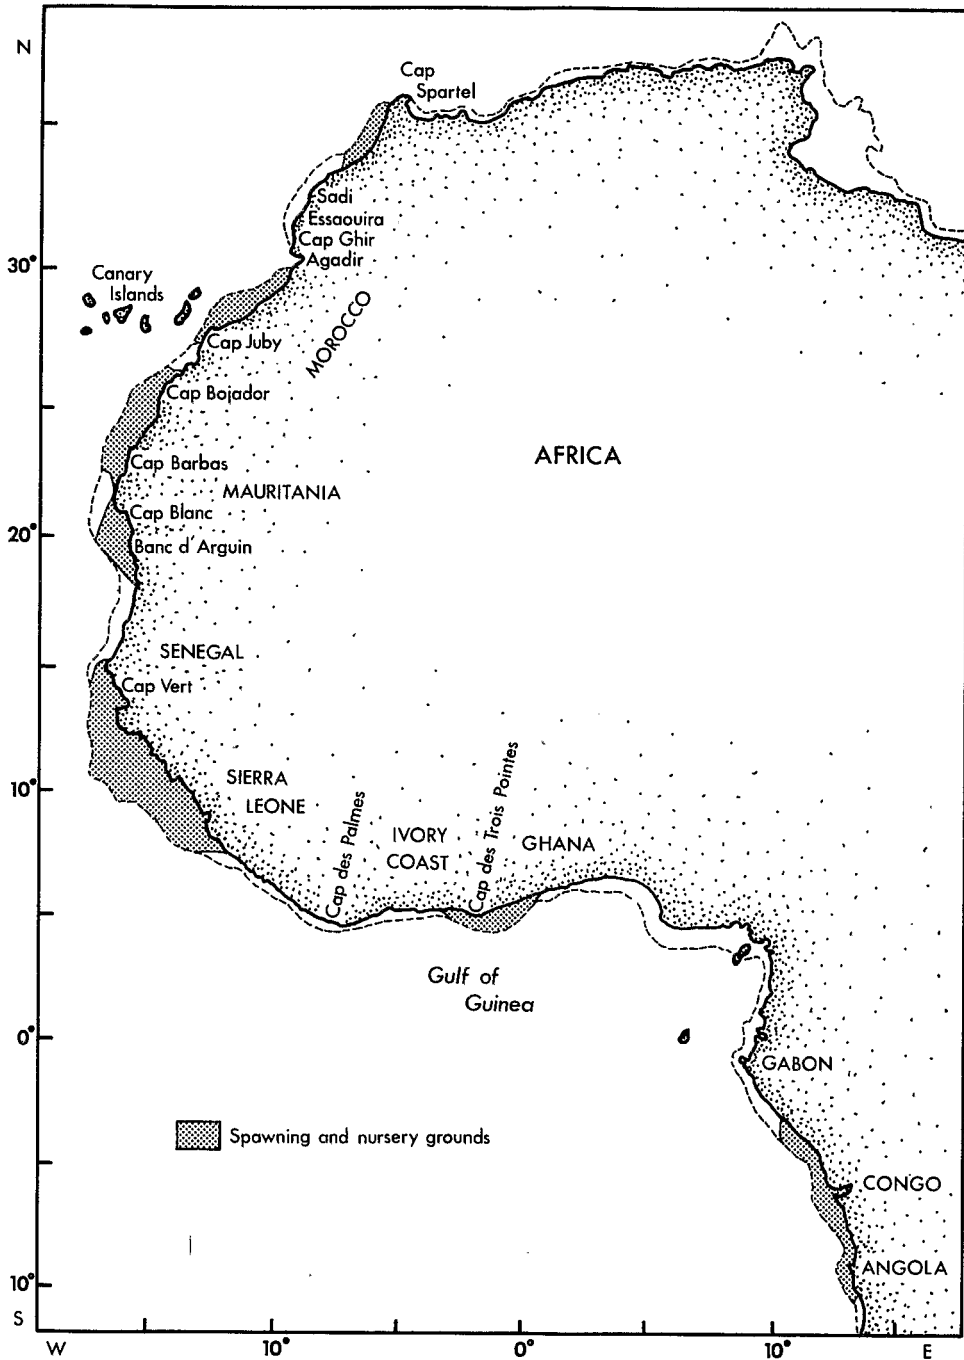 N
Cap
Spartel
Sadi
Essaouira
Cap Ghir
Agadir
30°
Canary
Islands
MOROCCO
Cap Juby
Cap Bojador
AFRICA
Cap Barbas
MAURITANIA
Cap Blanc
20°
Banc d'Arguin
SENEGAL
Cap Vert
10°
SIERRA
LEONE
Cap des Palmes
IVORY
COAST
Cap des Trois Pointes
GHANA
Gulf of
Guinea
0°
GABON
Spawning and nursery grounds
CONGO
ANGOLA
10°
S
W
10°
0°
10°
E